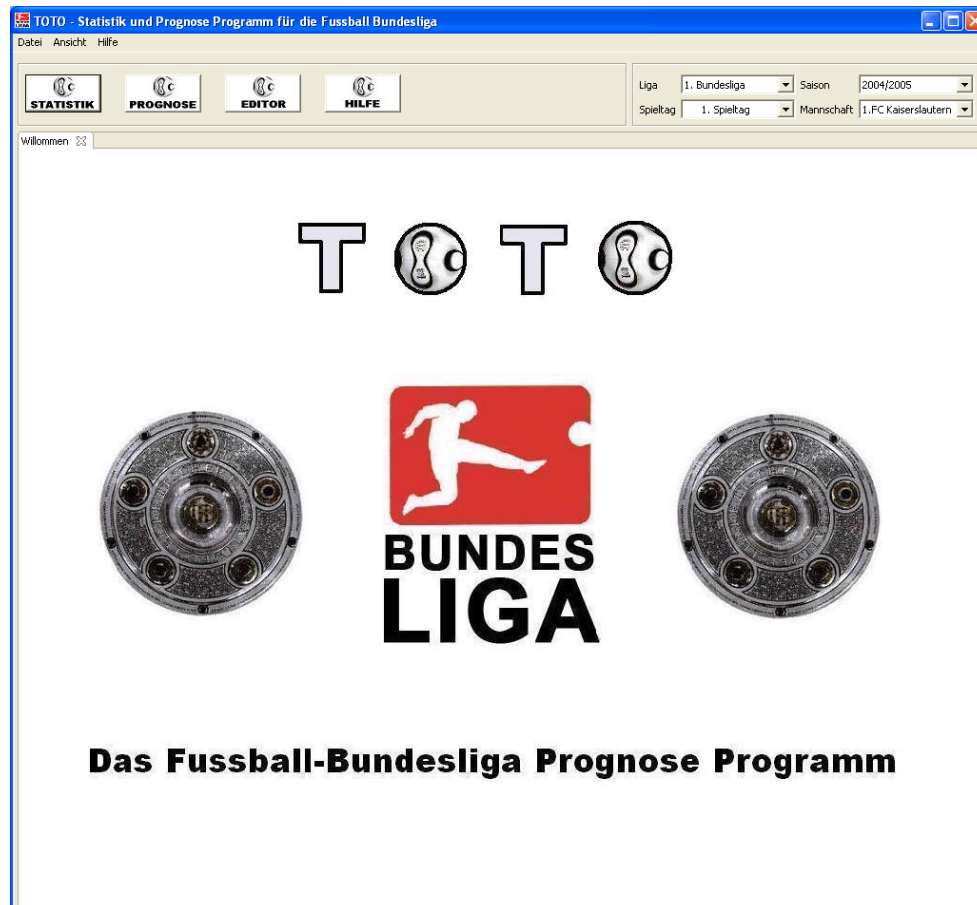 TOTO - Statistik und Prognose Programm für die Fussball Bundesliga
Datei Ansicht Hilfe
STATISTIK PROGNOSE EDITOR HILFE
Liga 1. Bundesliga Saison 2004/2005
Spieltag 1. Spieltag Mannschaft 1.FC Kaiserslautern
Willommen
TOTO
BUNDES
LIGA
Das Fussball-Bundesliga Prognose Programm